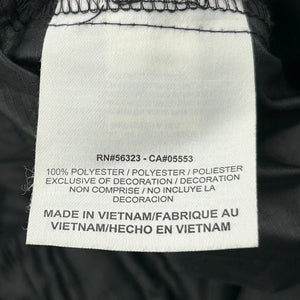 RN#56323 - CA#05553
100% POLYESTER / POLYESTER / POLIESTER
EXCLUSIVE OF DECORATION / DECORATION
NON COMPRISE / NO INCLUYE LA
DECORACION
MADE IN VIETNAM/FABRIQUE AU
VIETNAM/HECHO EN VIETNAM